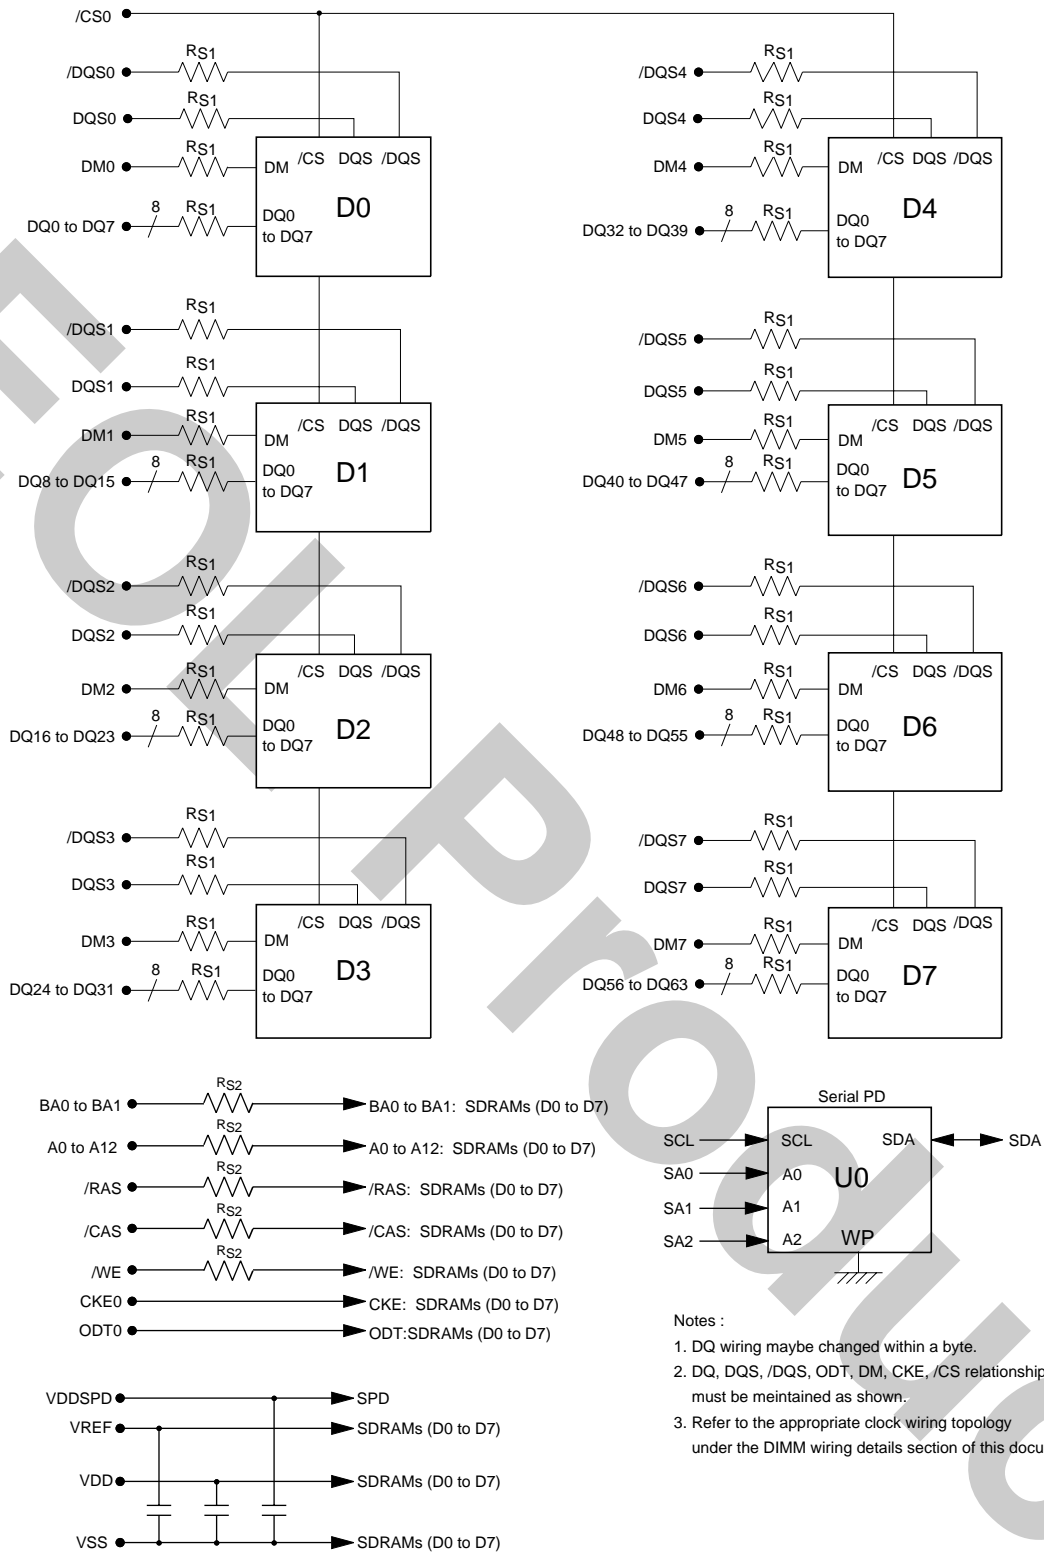 /CS0
RS1
/DQS0
RS1
DQS0
RS1
DM0
8 RS1
DQ0 to DQ7
/CS DQS /DQS
DM
D0
DQ0
to DQ7
RS1
/DQS4
RS1
DQS4
RS1
DM4
8 RS1
DQ32 to DQ39
/CS DQS /DQS
DM
D4
DQ0
to DQ7
RS1
/DQS1
RS1
DQS1
RS1
DM1
8 RS1
DQ8 to DQ15
/CS DQS /DQS
DM
D1
DQ0
to DQ7
RS1
/DQS5
RS1
DQS5
RS1
DM5
8 RS1
DQ40 to DQ47
/CS DQS /DQS
DM
D5
DQ0
to DQ7
RS1
/DQS2
RS1
DQS2
RS1
DM2
8 RS1
DQ16 to DQ23
/CS DQS /DQS
DM
D2
DQ0
to DQ7
RS1
/DQS6
RS1
DQS6
RS1
DM6
8 RS1
DQ48 to DQ55
/CS DQS /DQS
DM
D6
DQ0
to DQ7
RS1
/DQS3
RS1
DQS3
RS1
DM3
8 RS1
DQ24 to DQ31
/CS DQS /DQS
DM
D3
DQ0
to DQ7
RS1
/DQS7
RS1
DQS7
RS1
DM7
8 RS1
DQ56 to DQ63
/CS DQS /DQS
DM
D7
DQ0
to DQ7
RS2
BA0 to BA1 BA0 to BA1: SDRAMs (D0 to D7)
RS2
A0 to A12 A0 to A12: SDRAMs (D0 to D7)
RS2
/RAS /RAS: SDRAMs (D0 to D7)
RS2
/CAS /CAS: SDRAMs (D0 to D7)
RS2
/WE /WE: SDRAMs (D0 to D7)
CKE0 CKE: SDRAMs (D0 to D7)
ODT0 ODT:SDRAMs (D0 to D7)
Serial PD
SCL SCL SDA SDA
SA0 A0 U0
SA1 A1
SA2 A2 WP
VDDSPD SPD
VREF SDRAMs (D0 to D7)
VDD SDRAMs (D0 to D7)
VSS SDRAMs (D0 to D7)
Notes :
1. DQ wiring maybe changed within a byte.
2. DQ, DQS, /DQS, ODT, DM, CKE, /CS relationship
must be meintained as shown.
3. Refer to the appropriate clock wiring topology
under the DIMM wiring details section of this docu
EOL Produc